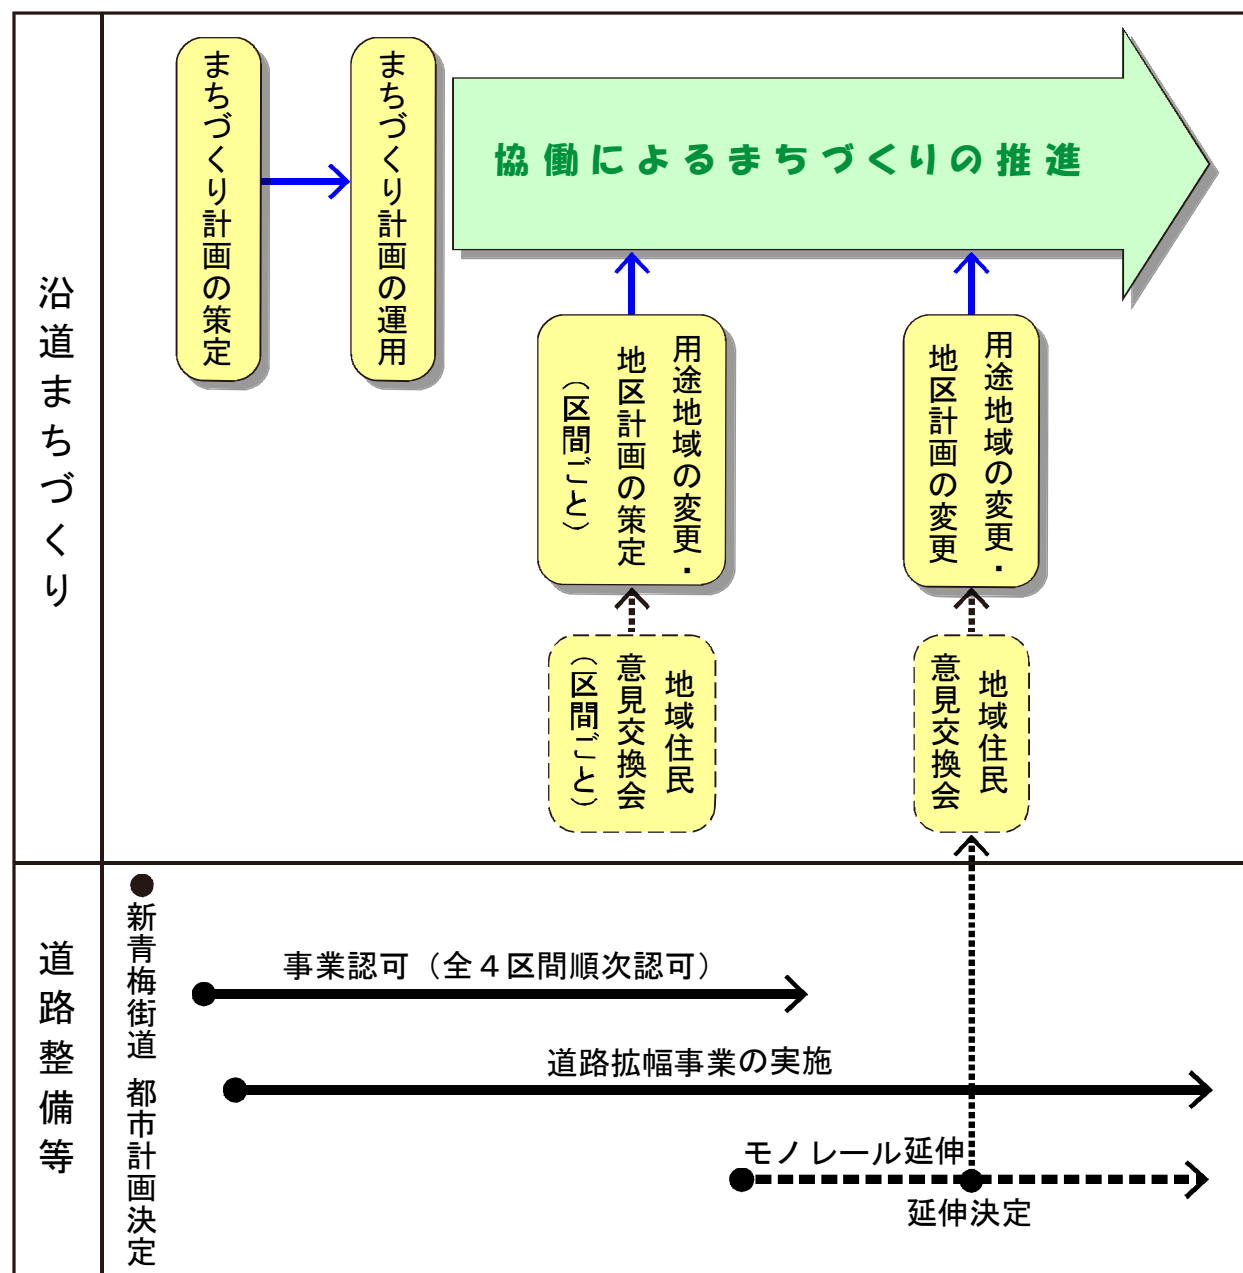 沿道まちづくり
まちづくり計画の策定
まちづくり計画の運用
協働によるまちづくりの推進
用途地域の変更・
地区計画の策定
（区間ごと）
用途地域の変更・
地区計画の変更
地域住民
意見交換会
（区間ごと）
地域住民
意見交換会
道路整備等
●新青梅街道 都市計画決定
事業認可（全４区間順次認可）
道路拡幅事業の実施
モノレール延伸
延伸決定